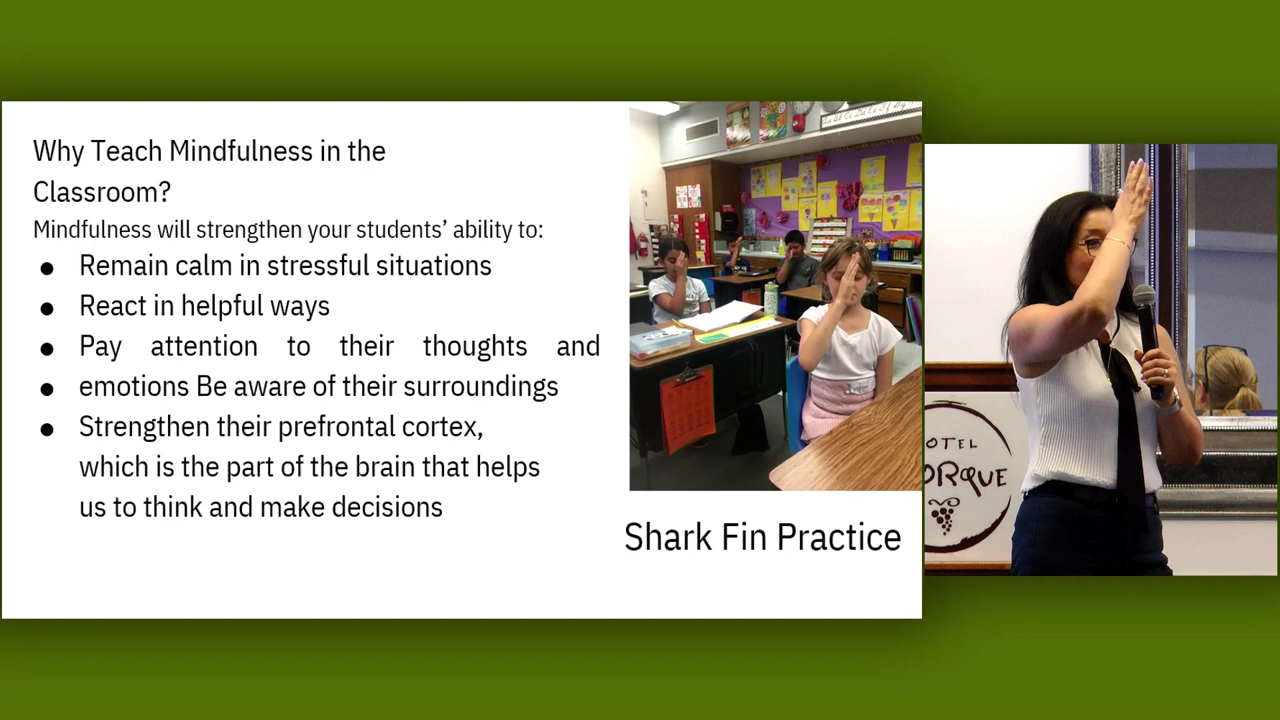 Why Teach Mindfulness in the
Classroom?
Mindfulness will strengthen your students’ ability to:
● Remain calm in stressful situations
● React in helpful ways
● Pay attention to their thoughts and
● emotions Be aware of their surroundings
● Strengthen their prefrontal cortex,
which is the part of the brain that helps
us to think and make decisions
Shark Fin Practice
OTEL
ORQUE